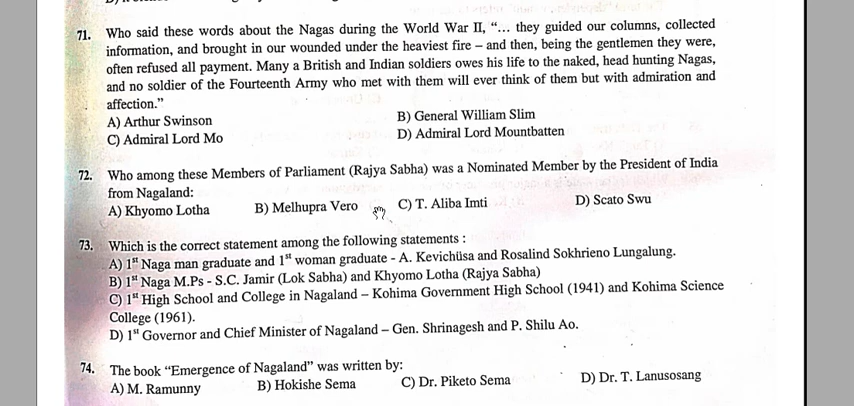 71. Who said these words about the Nagas during the World War II, “... they guided our columns, collected
information, and brought in our wounded under the heaviest fire – and then, being the gentlemen they were,
often refused all payment. Many a British and Indian soldiers owes his life to the naked, head hunting Nagas,
and no soldier of the Fourteenth Army who met with them will ever think of them but with admiration and
affection.”
A) Arthur Swinson B) General William Slim
C) Admiral Lord Mo D) Admiral Lord Mountbatten
72. Who among these Members of Parliament (Rajya Sabha) was a Nominated Member by the President of India
from Nagaland:
A) Khyomo Lotha B) Melhupra Vero C) T. Aliba Imti D) Scato Swu
73. Which is the correct statement among the following statements :
A) 1st Naga man graduate and 1st woman graduate - A. Kevichüsa and Rosalind Sokhrieno Lungalung.
B) 1st Naga M.Ps - S.C. Jamir (Lok Sabha) and Khyomo Lotha (Rajya Sabha)
C) 1st High School and College in Nagaland – Kohima Government High School (1941) and Kohima Science
College (1961).
D) 1st Governor and Chief Minister of Nagaland – Gen. Shrinagesh and P. Shilu Ao.
74. The book “Emergence of Nagaland” was written by:
A) M. Ramunny B) Hokishe Sema C) Dr. Piketo Sema D) Dr. T. Lanusosang